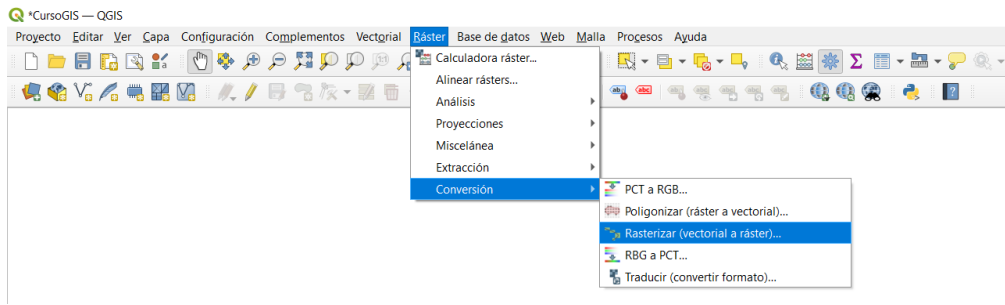 *CursoGIS — QGIS
Proyecto Editar Ver Capa Configuración Complementos Vectorial Ráster Base de datos Web Malla Procesos Ayuda
Calculadora ráster...
Alinear rásters...
Análisis
Proyecciones
Miscelánea
Extracción
Conversión
PCT a RGB...
Poligonizar (ráster a vectorial)...
Rasterizar (vectorial a ráster)...
RBG a PCT...
Traducir (convertir formato)...
abc